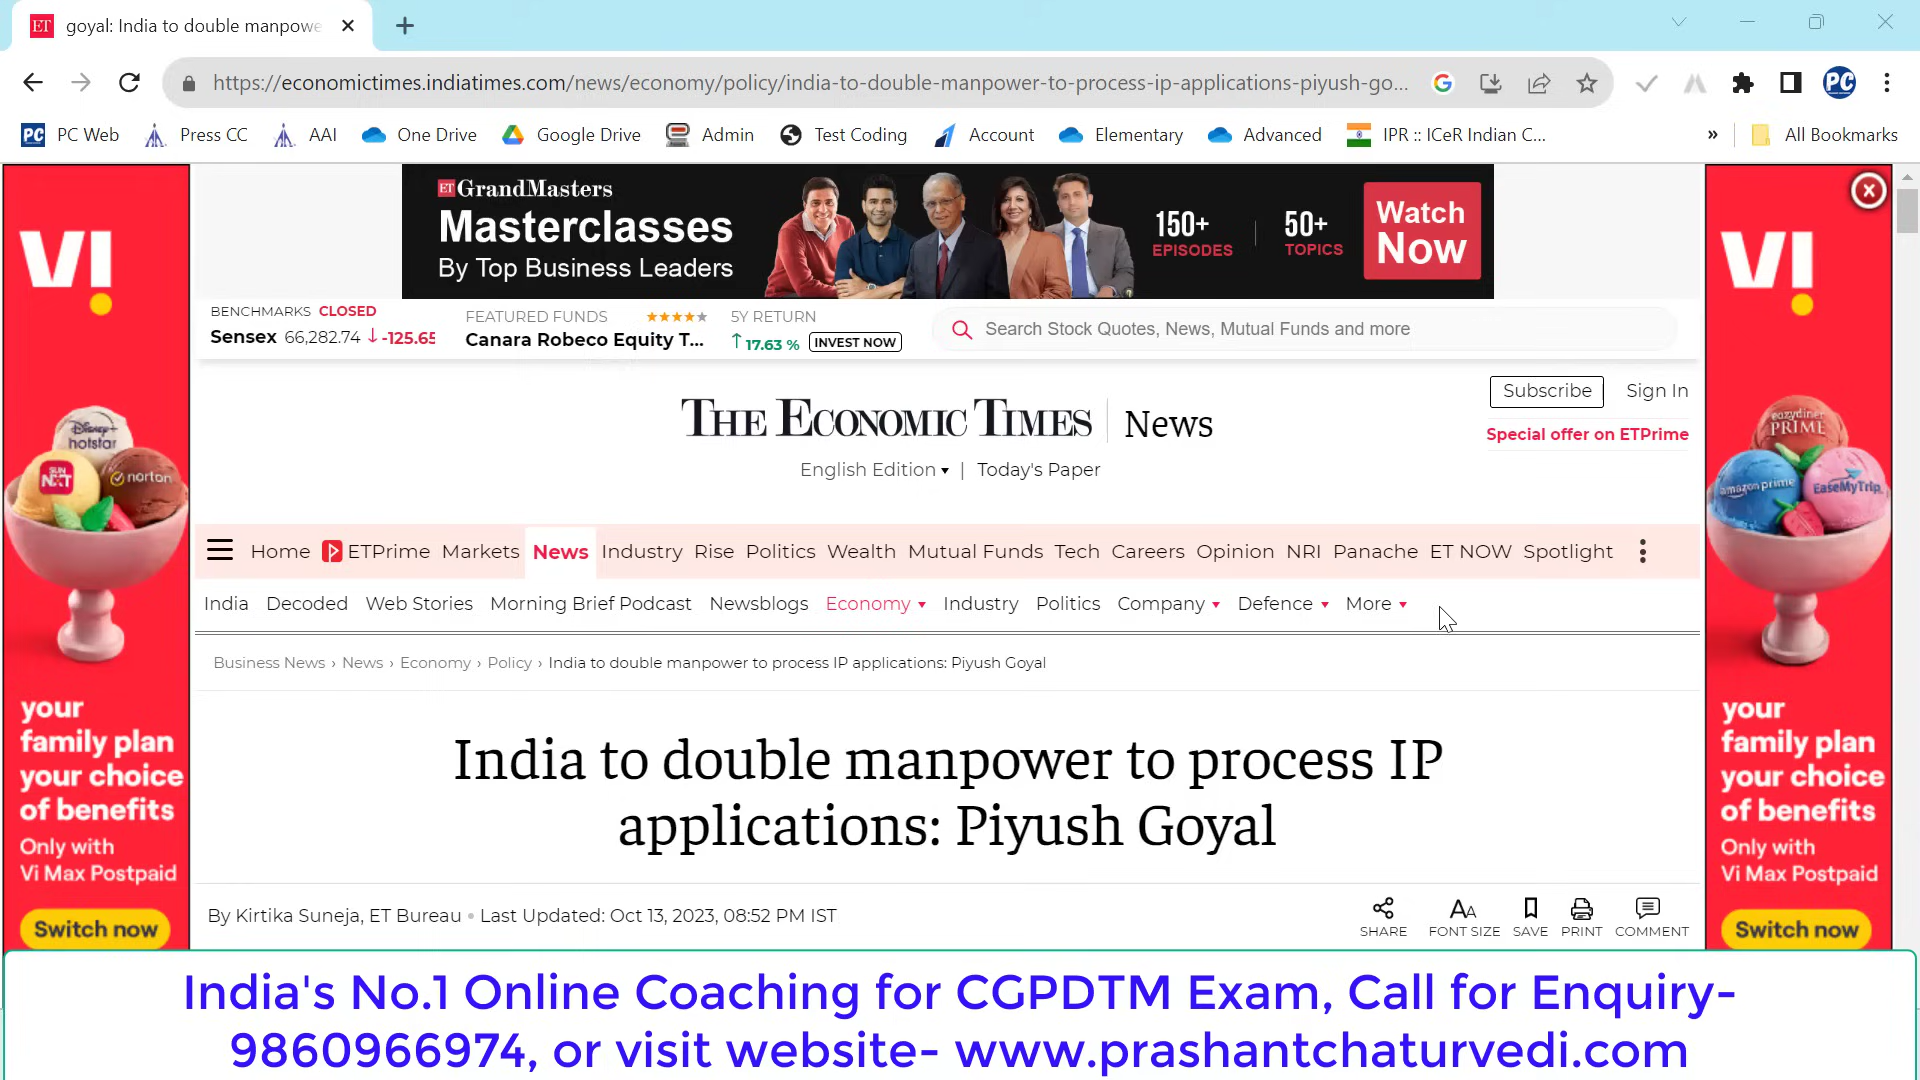 ET goyal: India to double manpowe
https://economictimes.indiatimes.com/news/economy/policy/india-to-double-manpower-to-process-ip-applications-piyush-go...
PC
PC PC Web Press CC AAI One Drive Google Drive Admin Test Coding Account Elementary Advanced IPR :: ICeR Indian C... » All Bookmarks
ET GrandMasters
Masterclasses
By Top Business Leaders
150+
EPISODES
50+
TOPICS
Watch
Now
BENCHMARKS CLOSED
Sensex 66,282.74 ↓ -125.65
FEATURED FUNDS ★★★★★
Canara Robeco Equity T...
5Y RETURN
↑ 17.63 % INVEST NOW
Search Stock Quotes, News, Mutual Funds and more
THE ECONOMIC TIMES | News
English Edition ▾ | Today's Paper
Subscribe Sign In
Special offer on ETPrime
Home ETPrime Markets News Industry Rise Politics Wealth Mutual Funds Tech Careers Opinion NRI Panache ET NOW Spotlight
India Decoded Web Stories Morning Brief Podcast Newsblogs Economy ▾ Industry Politics Company ▾ Defence ▾ More ▾
Business News › News › Economy › Policy › India to double manpower to process IP applications: Piyush Goyal
India to double manpower to process IP
applications: Piyush Goyal
By Kirtika Suneja, ET Bureau • Last Updated: Oct 13, 2023, 08:52 PM IST
SHARE FONT SIZE SAVE PRINT COMMENT
VI
Disney+
hotstar
SUN
NXT
norton
your
family plan
your choice
of benefits
Only with
Vi Max Postpaid
Switch now
VI
eazydiner
PRIME
amazon prime
EaseMyTrip
your
family plan
your choice
of benefits
Only with
Vi Max Postpaid
Switch now
India's No.1 Online Coaching for CGPDTM Exam, Call for Enquiry-
9860966974, or visit website- www.prashantchaturvedi.com